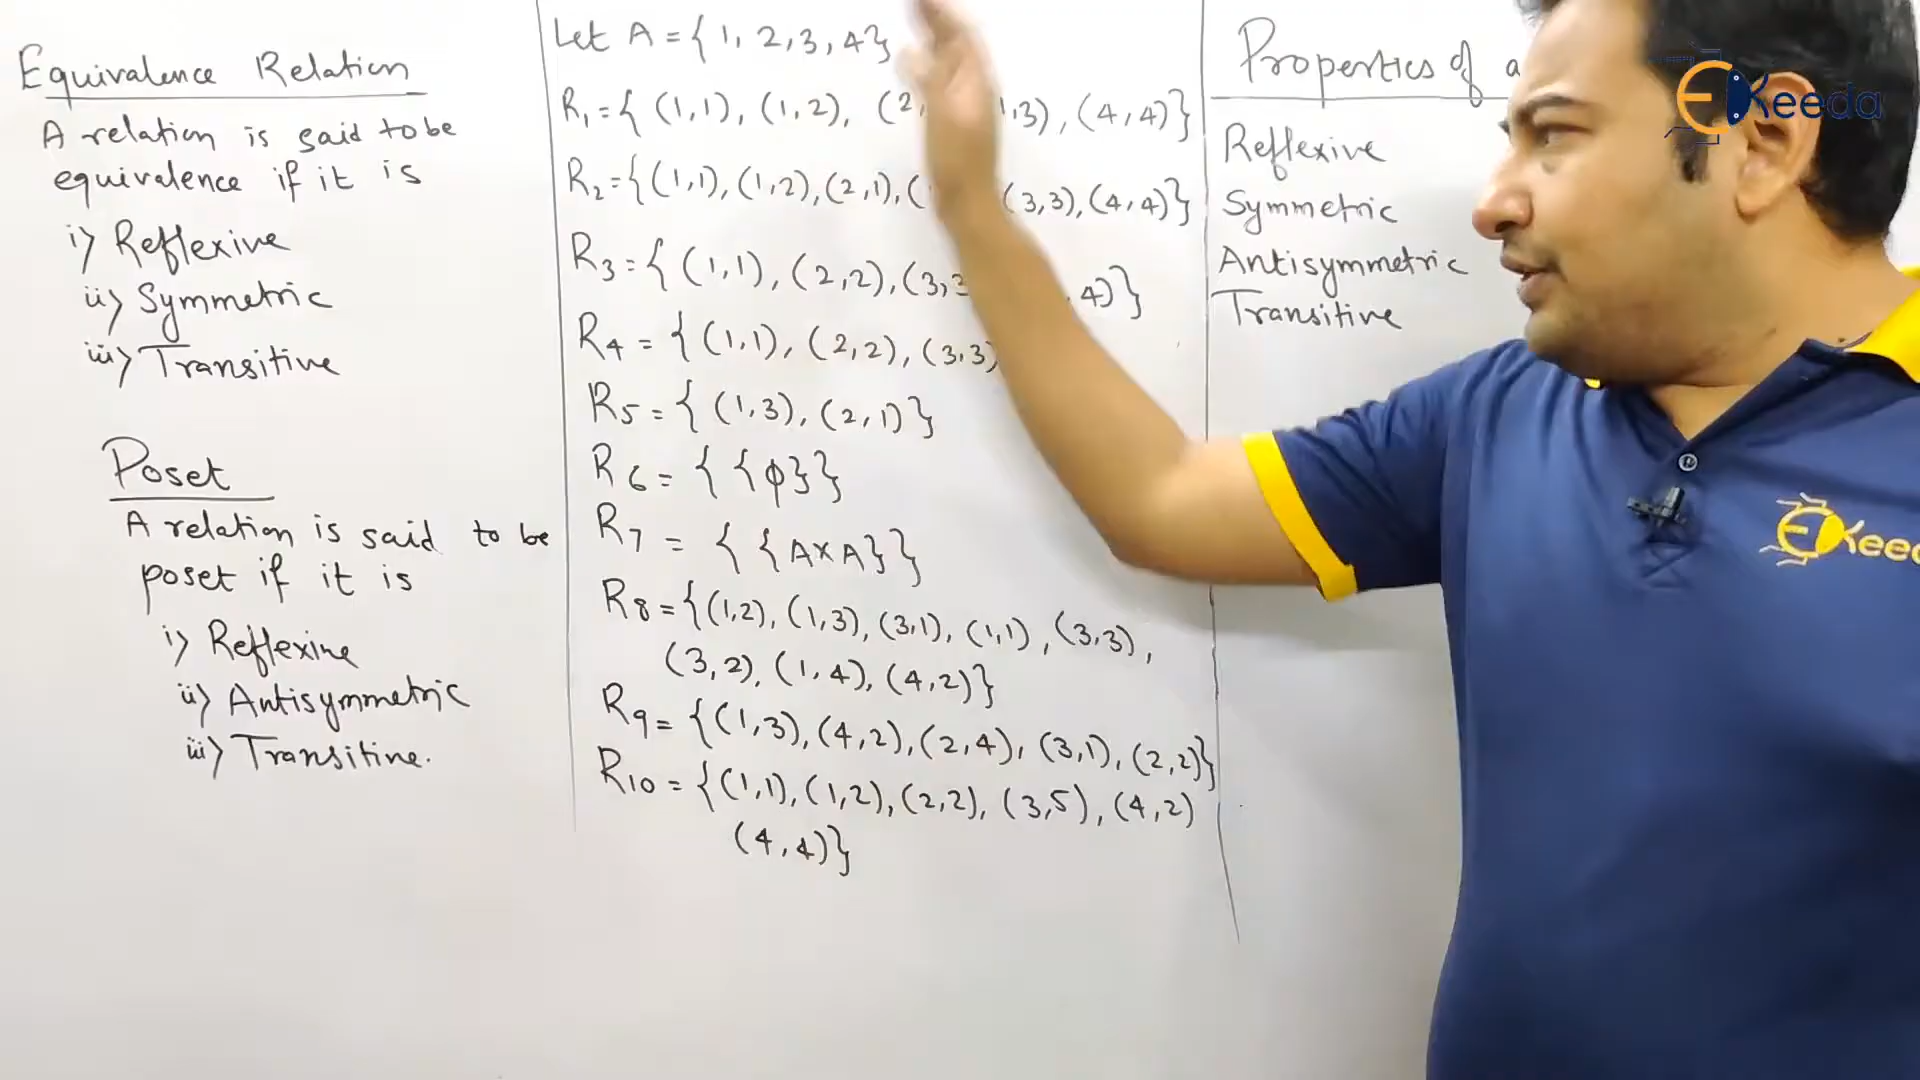 Equivalence Relation
A relation is said to be
equivalence if it is
i) Reflexive
ii) Symmetric
iii) Transitive
Poset
A relation is said to be
poset if it is
i) Reflexive
ii) Antisymmetric
iii) Transitive.
Let A = { 1, 2, 3, 4}
R1 = { (1,1), (1,2), (2, ,3), (4,4)}
R2 = {(1,1), (1,2), (2,1), ( (3,3), (4,4)}
R3 = { (1,1), (2,2), (3,3 , 4)}
R4 = { (1,1), (2,2), (3,3)
R5 = { (1,3), (2,1)}
R6 = { {ϕ}}
R7 = { {A×A}}
R8 = {(1,2), (1,3), (3,1), (1,1), (3,3),
(3,2), (1,4), (4,2)}
R9 = {(1,3), (4,2), (2,4), (3,1), (2,2)}
R10 = {(1,1), (1,2), (2,2), (3,5), (4,2)
(4,4)}
Properties of a
Reflexive
Symmetric
Antisymmetric
Transitive
EKeeda
EKeed